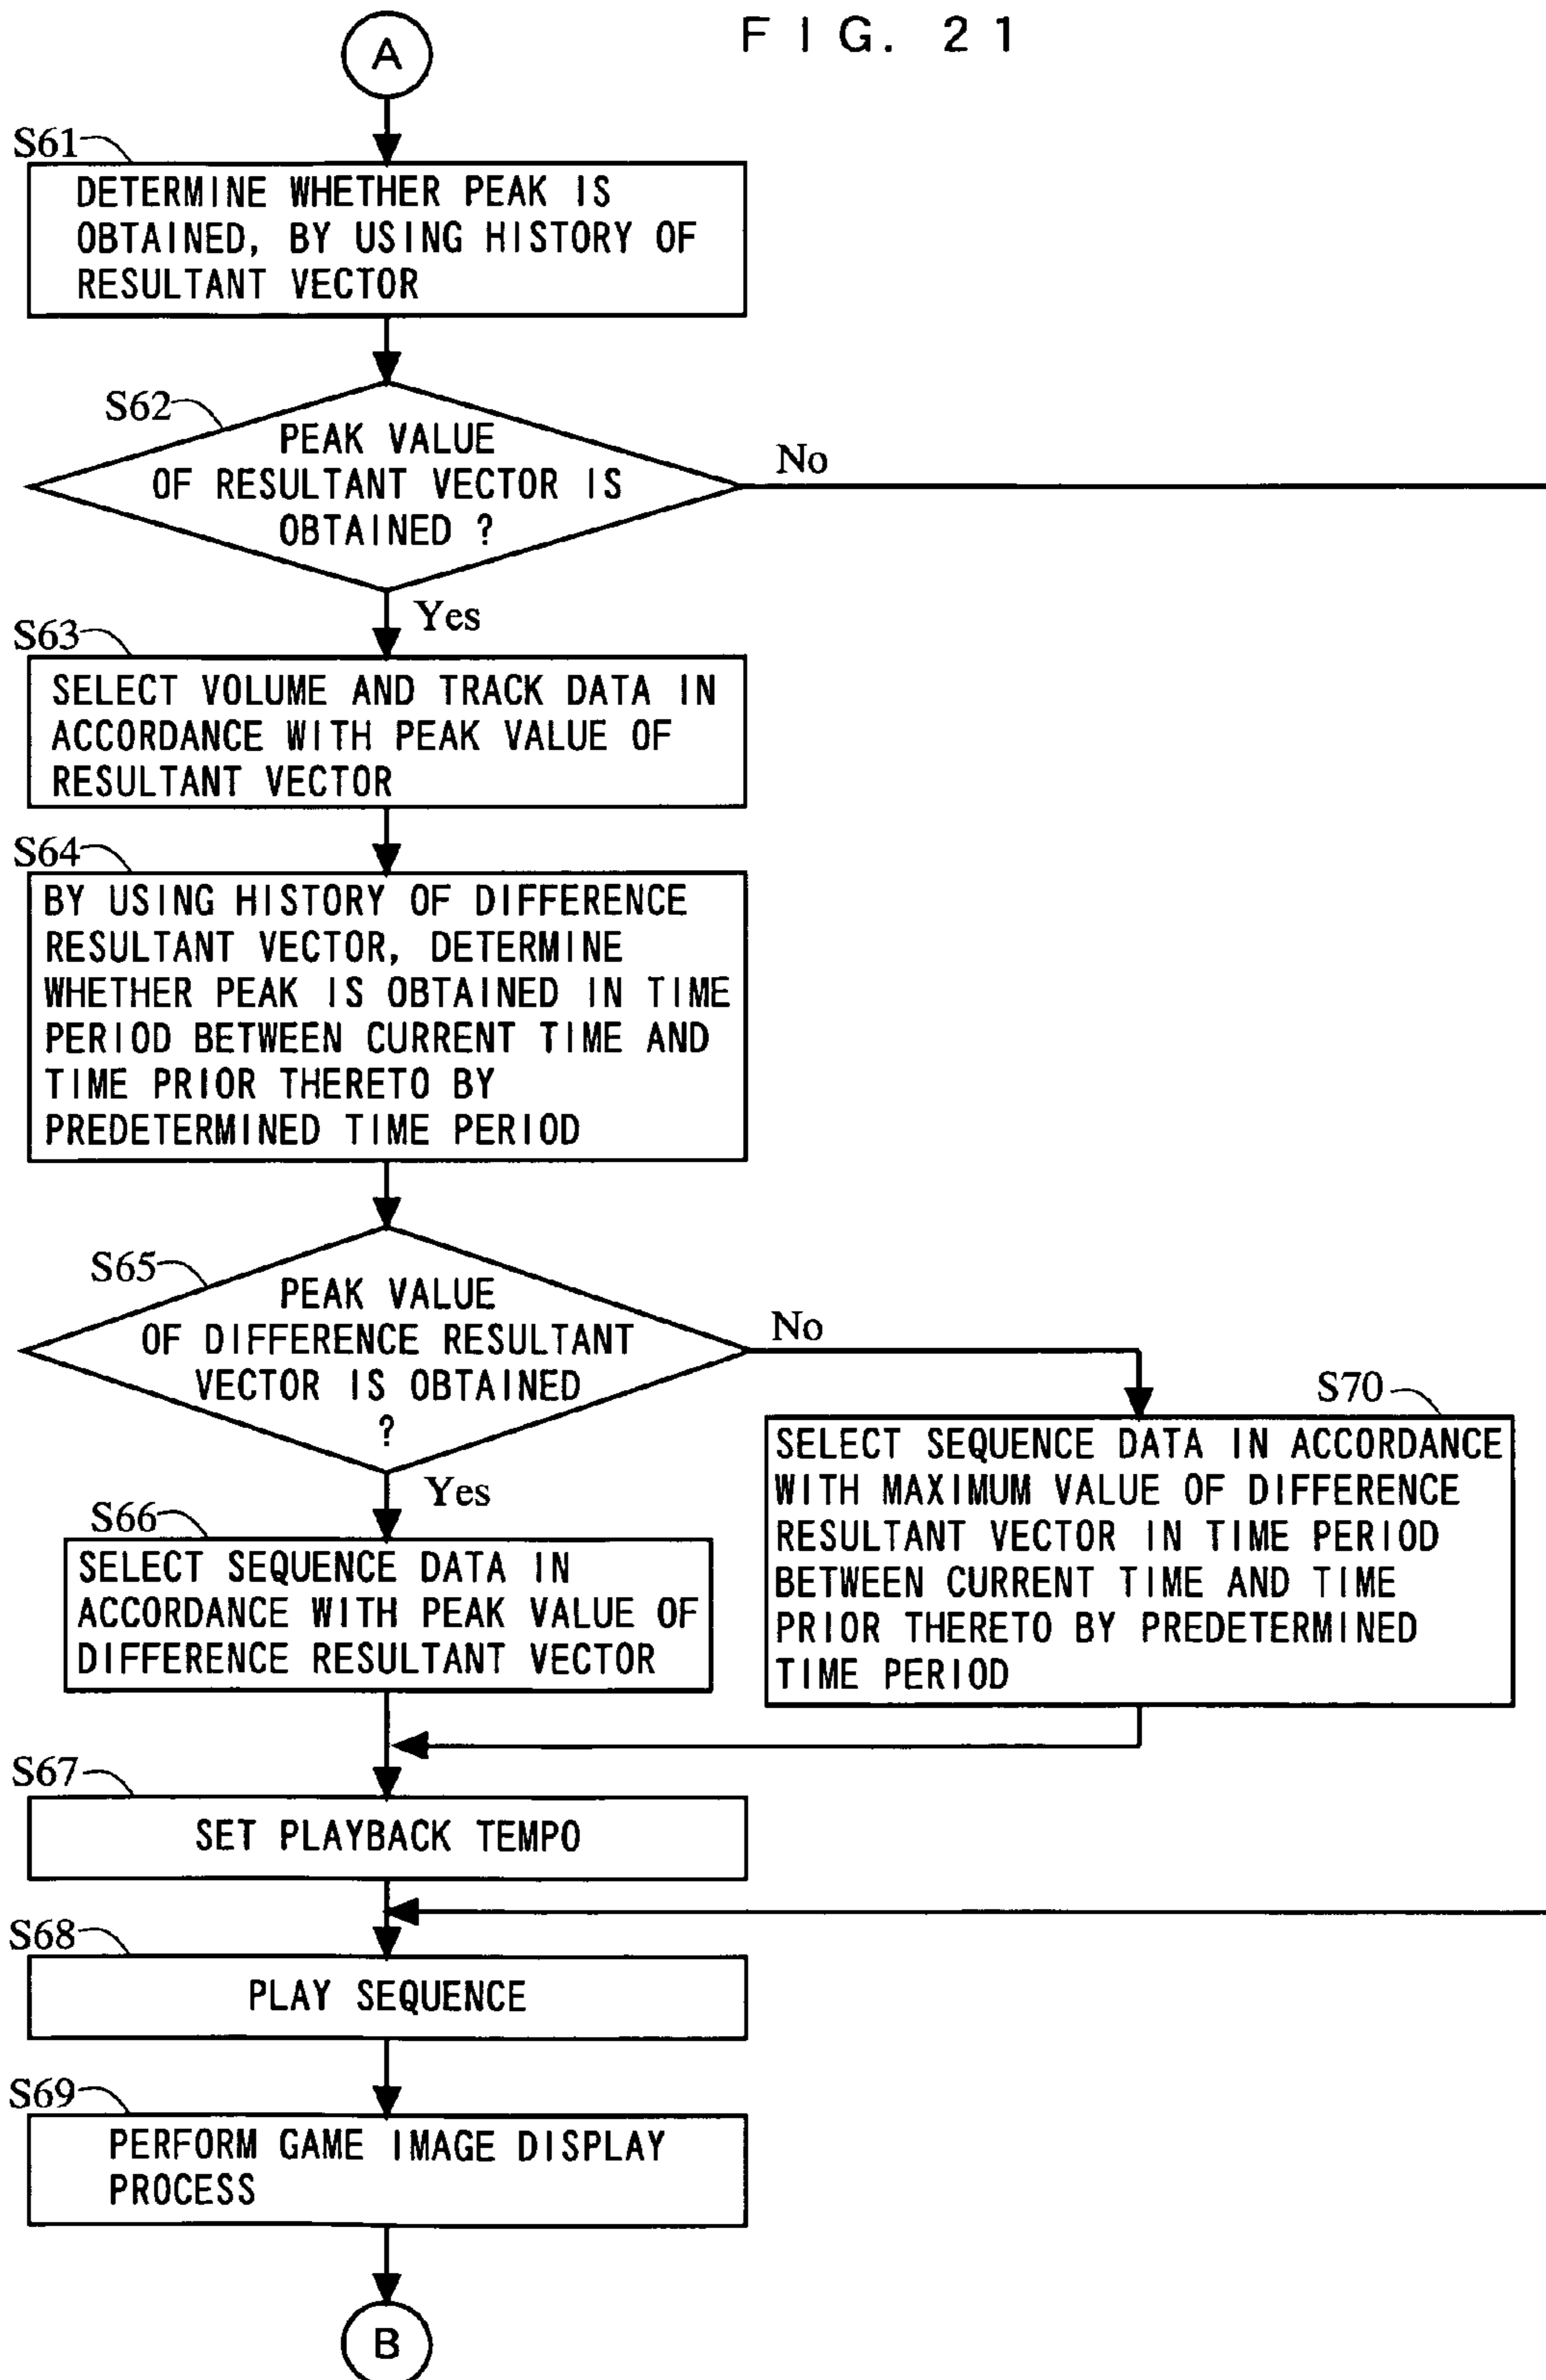 FIG. 21
A
S61
DETERMINE WHETHER PEAK IS
OBTAINED, BY USING HISTORY OF
RESULTANT VECTOR
S62
PEAK VALUE
OF RESULTANT VECTOR IS
OBTAINED ?
No
Yes
S63
SELECT VOLUME AND TRACK DATA IN
ACCORDANCE WITH PEAK VALUE OF
RESULTANT VECTOR
S64
BY USING HISTORY OF DIFFERENCE
RESULTANT VECTOR, DETERMINE
WHETHER PEAK IS OBTAINED IN TIME
PERIOD BETWEEN CURRENT TIME AND
TIME PRIOR THERETO BY
PREDETERMINED TIME PERIOD
S65
PEAK VALUE
OF DIFFERENCE RESULTANT
VECTOR IS OBTAINED
?
No
Yes
S70
SELECT SEQUENCE DATA IN ACCORDANCE
WITH MAXIMUM VALUE OF DIFFERENCE
RESULTANT VECTOR IN TIME PERIOD
BETWEEN CURRENT TIME AND TIME
PRIOR THERETO BY PREDETERMINED
TIME PERIOD
S66
SELECT SEQUENCE DATA IN
ACCORDANCE WITH PEAK VALUE OF
DIFFERENCE RESULTANT VECTOR
S67
SET PLAYBACK TEMPO
S68
PLAY SEQUENCE
S69
PERFORM GAME IMAGE DISPLAY
PROCESS
B